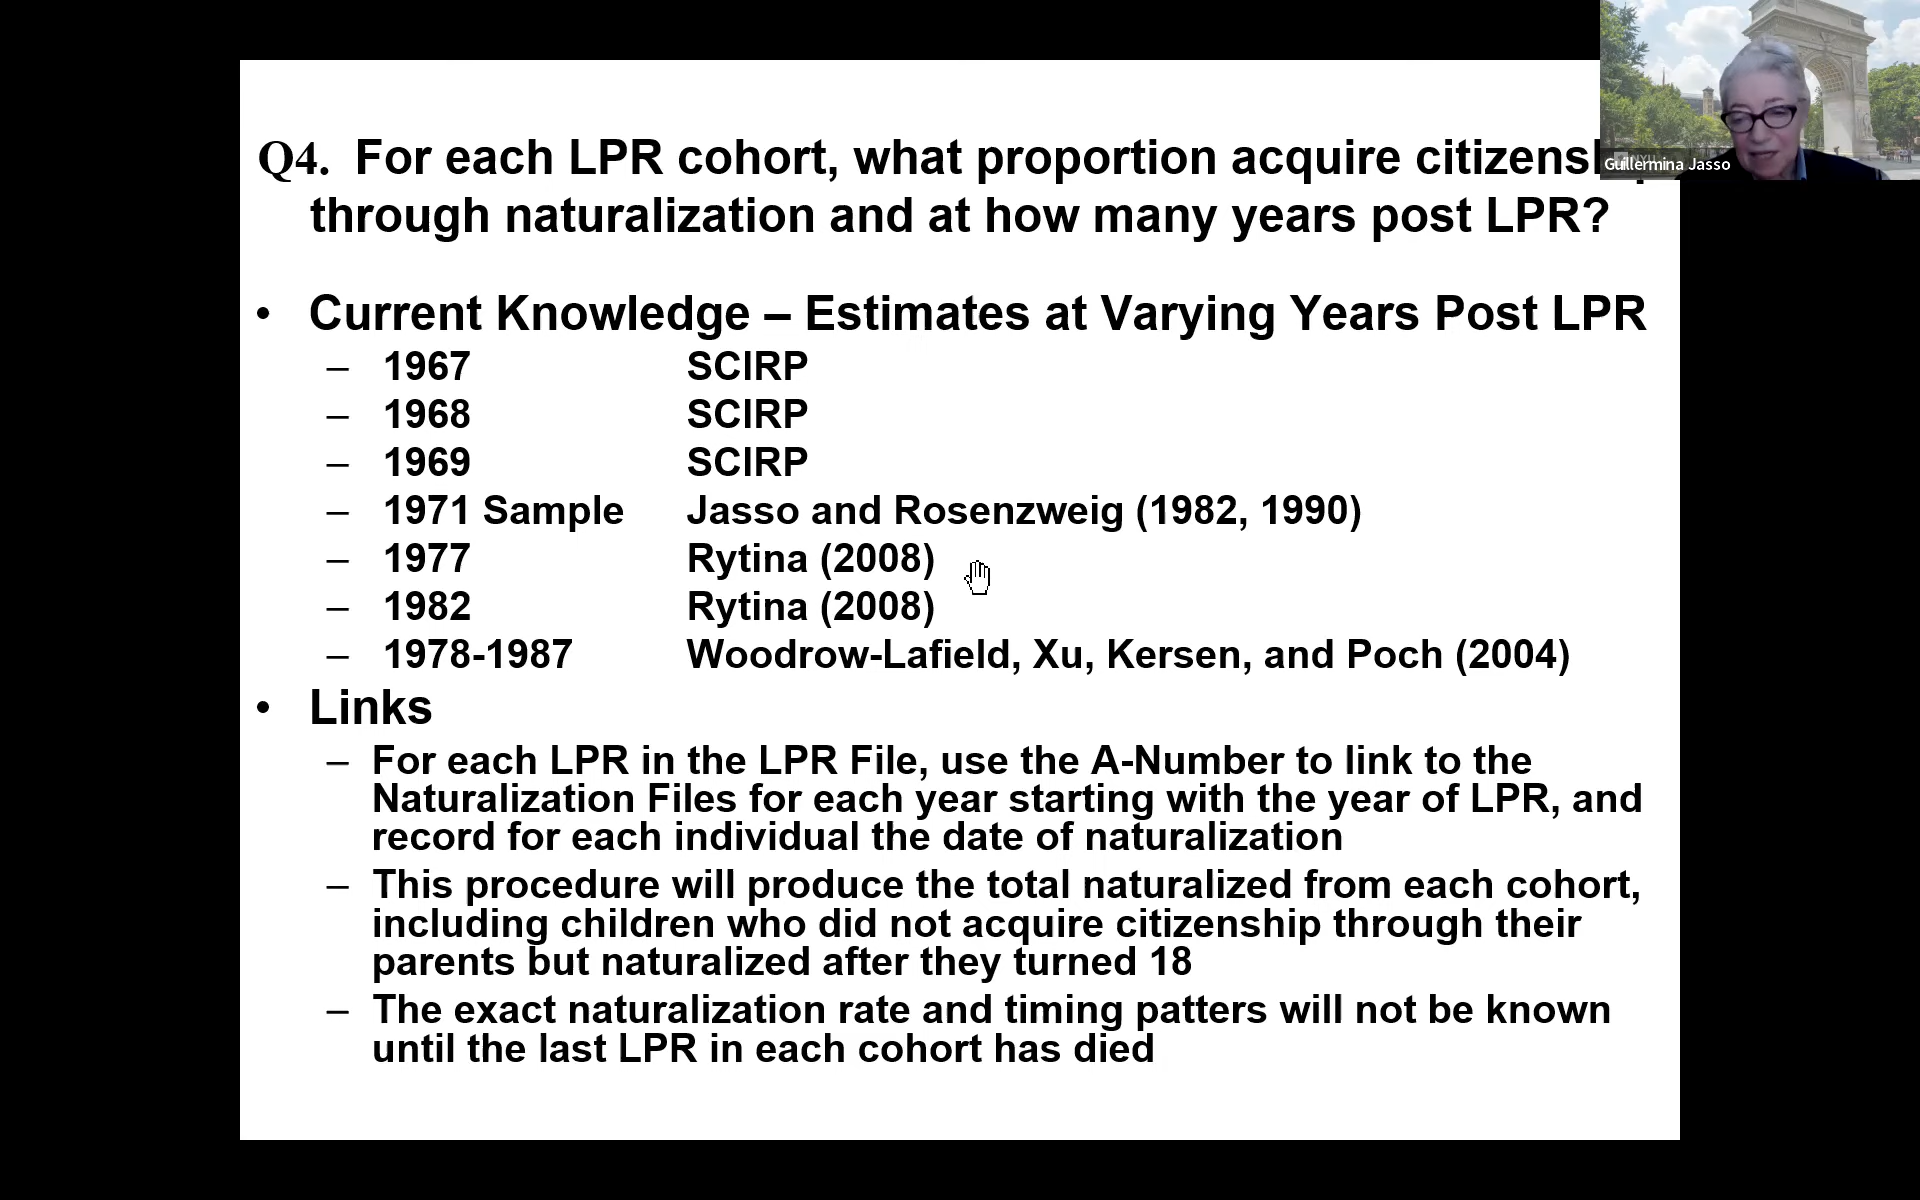 Q4. For each LPR cohort, what proportion acquire citizens
through naturalization and at how many years post LPR?
Guillermina Jasso
• Current Knowledge – Estimates at Varying Years Post LPR
– 1967 SCIRP
– 1968 SCIRP
– 1969 SCIRP
– 1971 Sample Jasso and Rosenzweig (1982, 1990)
– 1977 Rytina (2008)
– 1982 Rytina (2008)
– 1978-1987 Woodrow-Lafield, Xu, Kersen, and Poch (2004)
• Links
– For each LPR in the LPR File, use the A-Number to link to the
Naturalization Files for each year starting with the year of LPR, and
record for each individual the date of naturalization
– This procedure will produce the total naturalized from each cohort,
including children who did not acquire citizenship through their
parents but naturalized after they turned 18
– The exact naturalization rate and timing patters will not be known
until the last LPR in each cohort has died